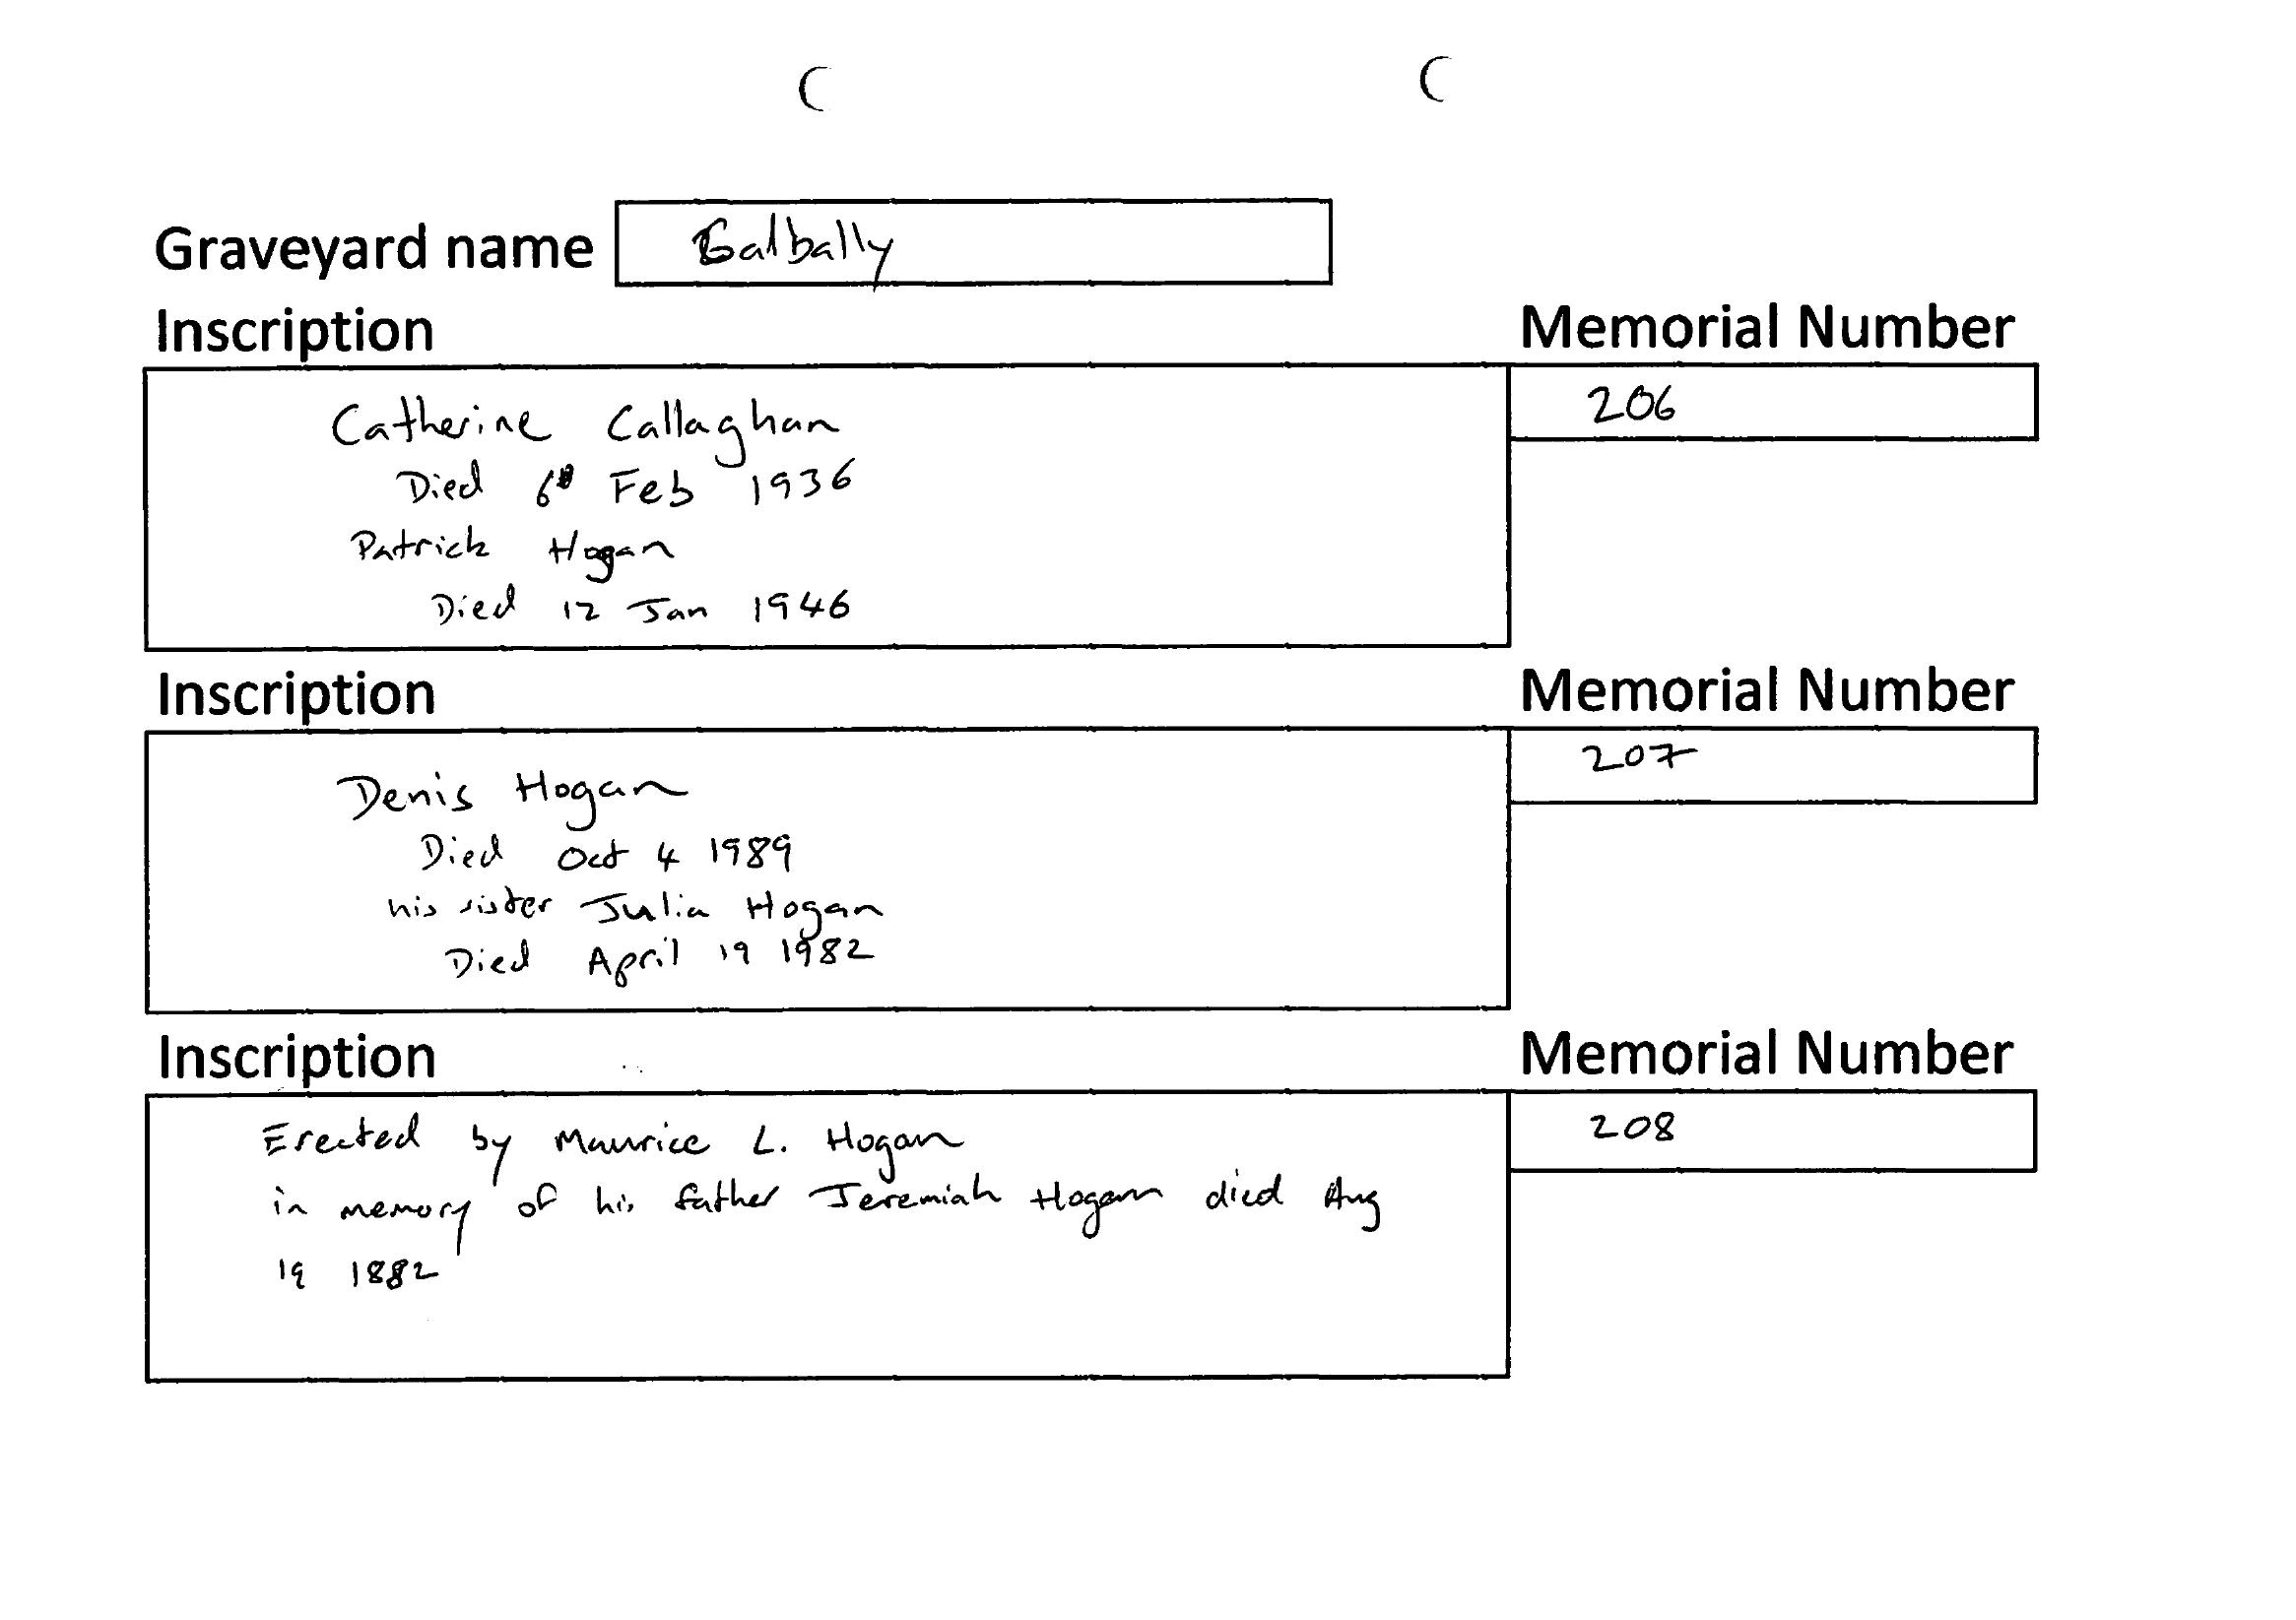 Graveyard name Galbally
Inscription Memorial Number
Catherine Callaghan 206
Died 6 Feb 1936
Patrick Hogan
Died 12 Jan 1946
Inscription Memorial Number
Denis Hogan 207
Died Oct 4 1989
his sister Julia Hogan
Died April 19 1982
Inscription Memorial Number
Erected by Maurice L. Hogan 208
in memory of his father Jeremiah Hogan died Aug
19 1882